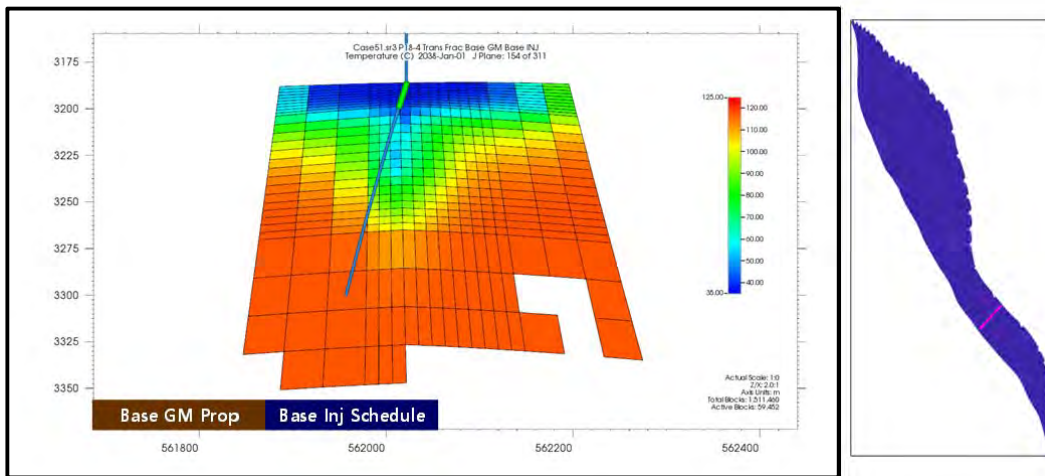 Case51.sr3 P18-4 Trans Frac Base GM Base INJ
Temperature (C) 2038-Jan-01 J Plane: 154 of 311
3175
3200
3225
3250
3275
3300
3325
3350
125.00
120.00
110.00
100.00
90.00
80.00
70.00
60.00
50.00
40.00
35.00
Actual Scale: 1:0
Z/X: 2.0:1
Axis Units: m
Total Blocks: 1,511,460
Active Blocks: 59,452
Base GM Prop Base Inj Schedule
561800 562000 562200 562400